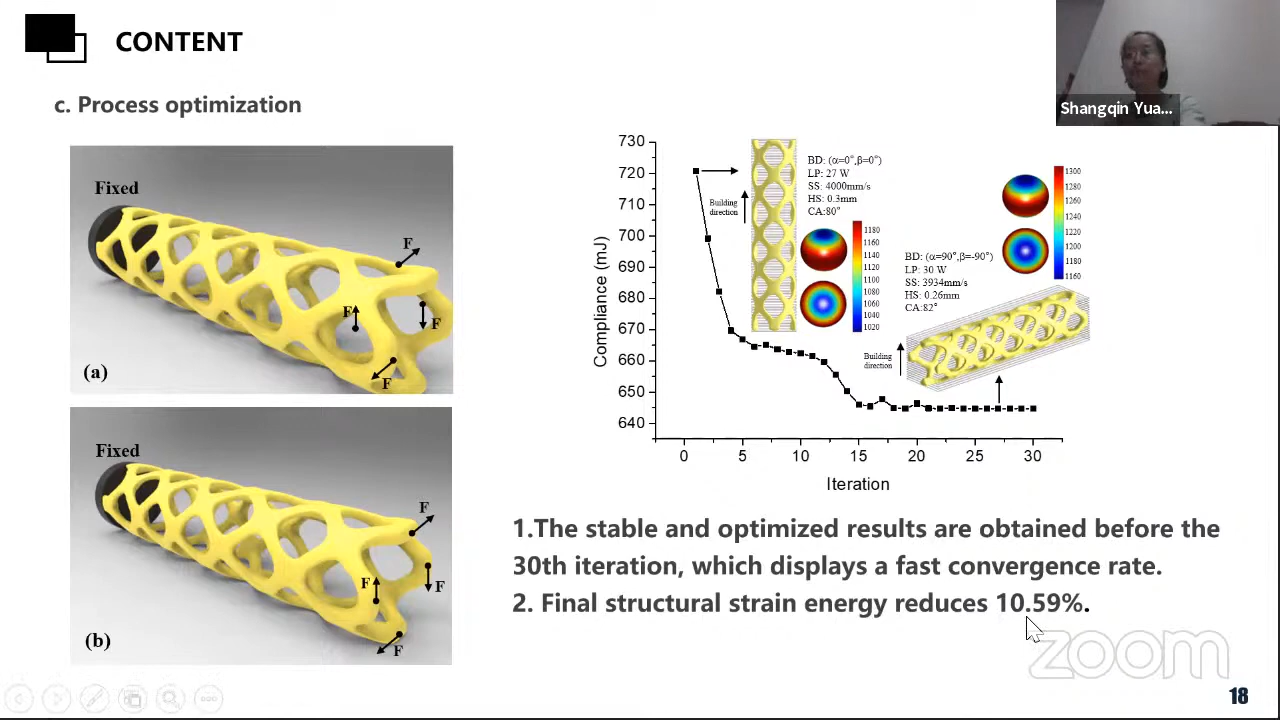 CONTENT
c. Process optimization
Shangqin Yua...
Fixed
F
F
F
F
(a)
Fixed
F
F
F
F
(b)
730
720
710
700
690
680
670
660
650
640
Compliance (mJ)
0
5
10
15
20
25
30
Iteration
Building
direction
BD: (α=0°,β=0°)
LP: 27 W
SS: 4000mm/s
HS: 0.3mm
CA:80°
1180
1160
1140
1120
1100
1080
1060
1040
1020
BD: (α=90°,β=-90°)
LP: 30 W
SS: 3934mm/s
HS: 0.26mm
CA:82°
1300
1280
1260
1240
1220
1200
1180
1160
Building
direction
1.The stable and optimized results are obtained before the
30th iteration, which displays a fast convergence rate.
2. Final structural strain energy reduces 10.59%.
zoom
18